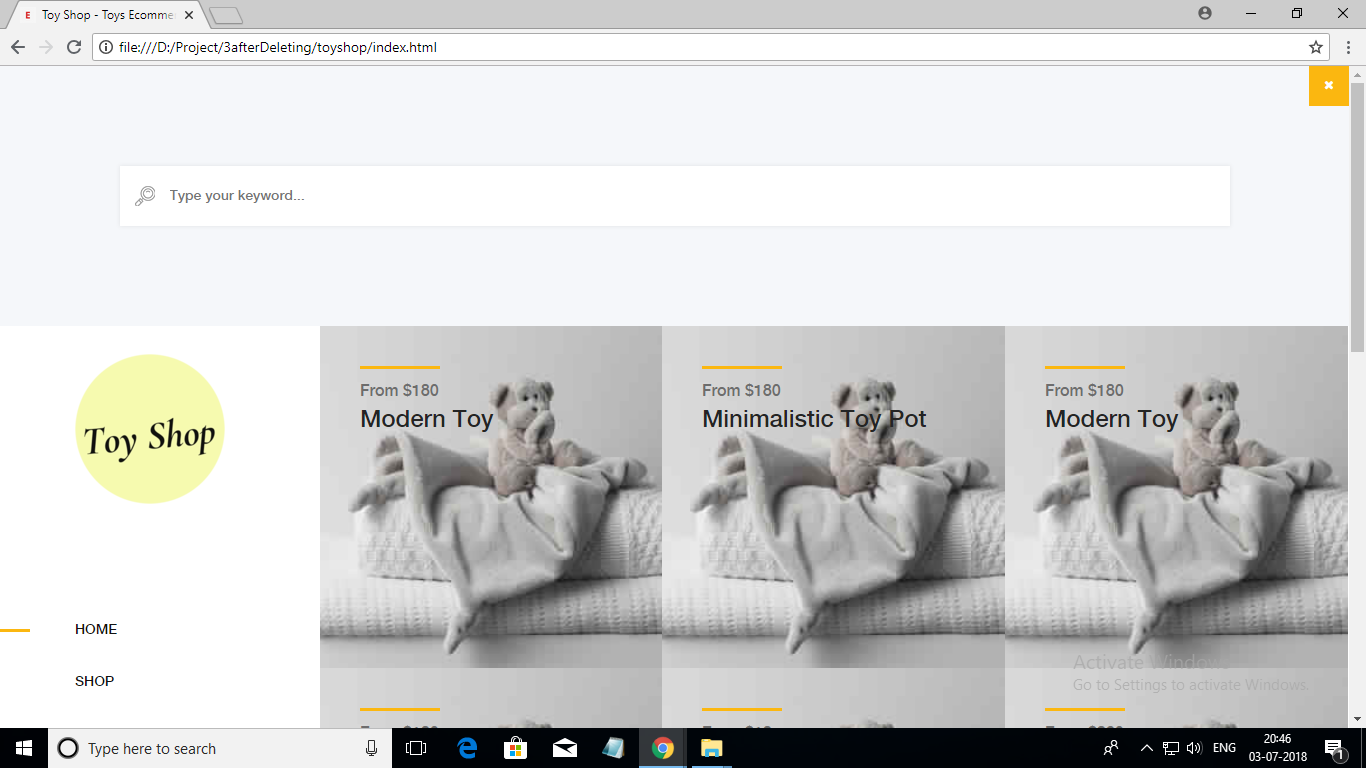 E Toy Shop - Toys Ecomme
file:///D:/Project/3afterDeleting/toyshop/index.html
Type your keyword...
Toy Shop
From $180
Modern Toy
From $180
Minimalistic Toy Pot
From $180
Modern Toy
HOME
SHOP
Activate Windows
Go to Settings to activate Windows.
Type here to search
ENG
20:46
03-07-2018
1